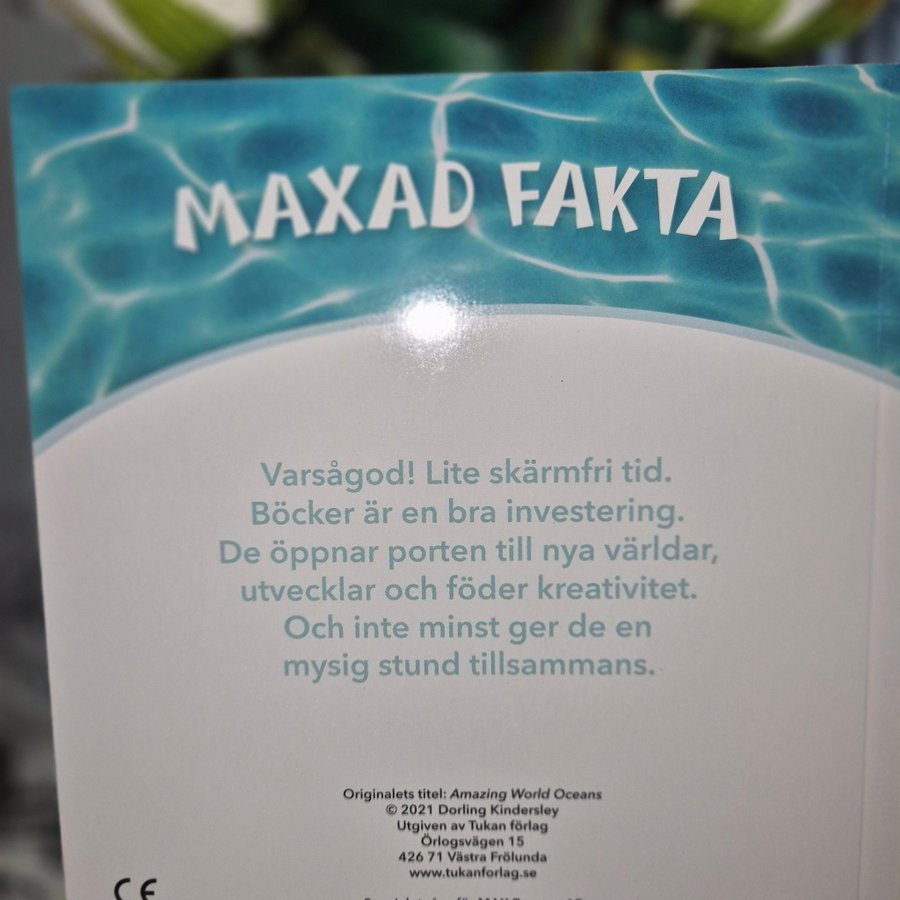 MAXAD FAKTA
Varsågod! Lite skärmfri tid.
Böcker är en bra investering.
De öppnar porten till nya världar,
utvecklar och föder kreativitet.
Och inte minst ger de en
mysig stund tillsammans.
Originalets titel: Amazing World Oceans
© 2021 Dorling Kindersley
Utgiven av Tukan förlag
Örlogsvägen 15
426 71 Västra Frölunda
www.tukanforlag.se
CE